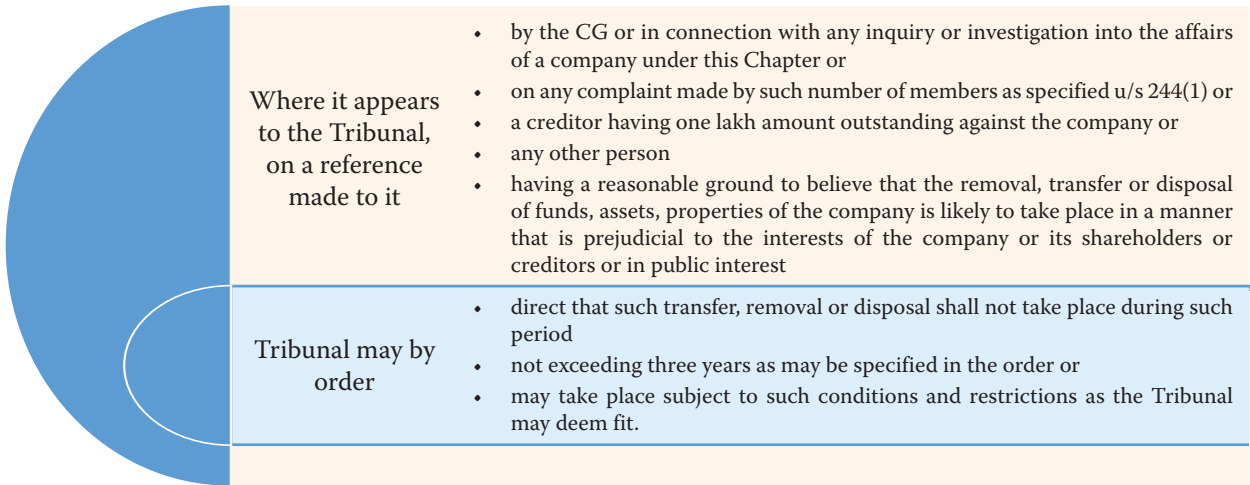 Where it appears
to the Tribunal,
on a reference
made to it
• by the CG or in connection with any inquiry or investigation into the affairs
of a company under this Chapter or
• on any complaint made by such number of members as specified u/s 244(1) or
• a creditor having one lakh amount outstanding against the company or
• any other person
• having a reasonable ground to believe that the removal, transfer or disposal
of funds, assets, properties of the company is likely to take place in a manner
that is prejudicial to the interests of the company or its shareholders or
creditors or in public interest
Tribunal may by
order
• direct that such transfer, removal or disposal shall not take place during such
period
• not exceeding three years as may be specified in the order or
• may take place subject to such conditions and restrictions as the Tribunal
may deem fit.